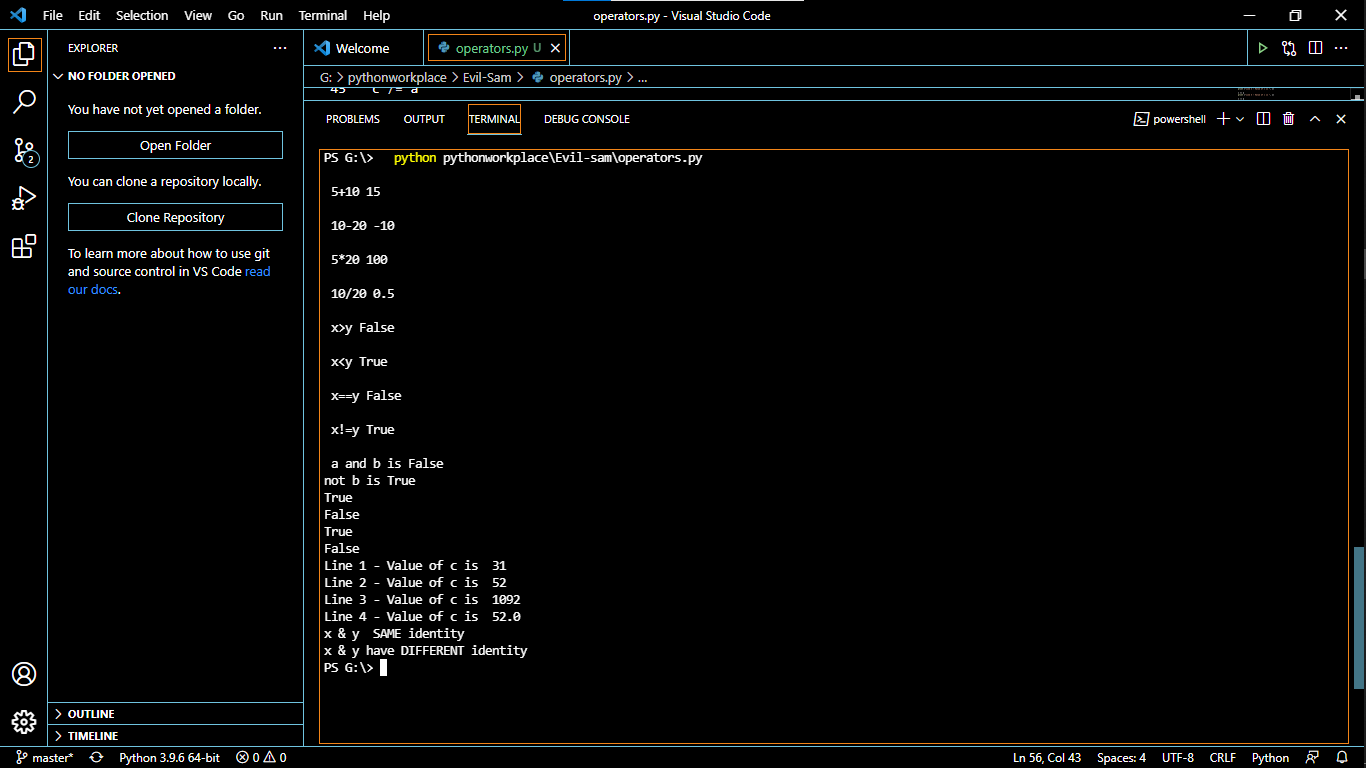 File Edit Selection View Go Run Terminal Help
operators.py - Visual Studio Code
EXPLORER
Welcome
operators.py U
NO FOLDER OPENED
G: > pythonworkplace > Evil-Sam > operators.py > ...
You have not yet opened a folder.
Open Folder
You can clone a repository locally.
Clone Repository
To learn more about how to use git
and source control in VS Code read
our docs.
2
45 c /= a
PROBLEMS OUTPUT TERMINAL DEBUG CONSOLE
powershell
PS G:\> python pythonworkplace\Evil-sam\operators.py
5+10 15
10-20 -10
5*20 100
10/20 0.5
x>y False
x<y True
x==y False
x!=y True
a and b is False
not b is True
True
False
True
False
Line 1 - Value of c is 31
Line 2 - Value of c is 52
Line 3 - Value of c is 1092
Line 4 - Value of c is 52.0
x & y SAME identity
x & y have DIFFERENT identity
PS G:\>
OUTLINE
TIMELINE
master* Python 3.9.6 64-bit 0 0 Ln 56, Col 43 Spaces: 4 UTF-8 CRLF Python